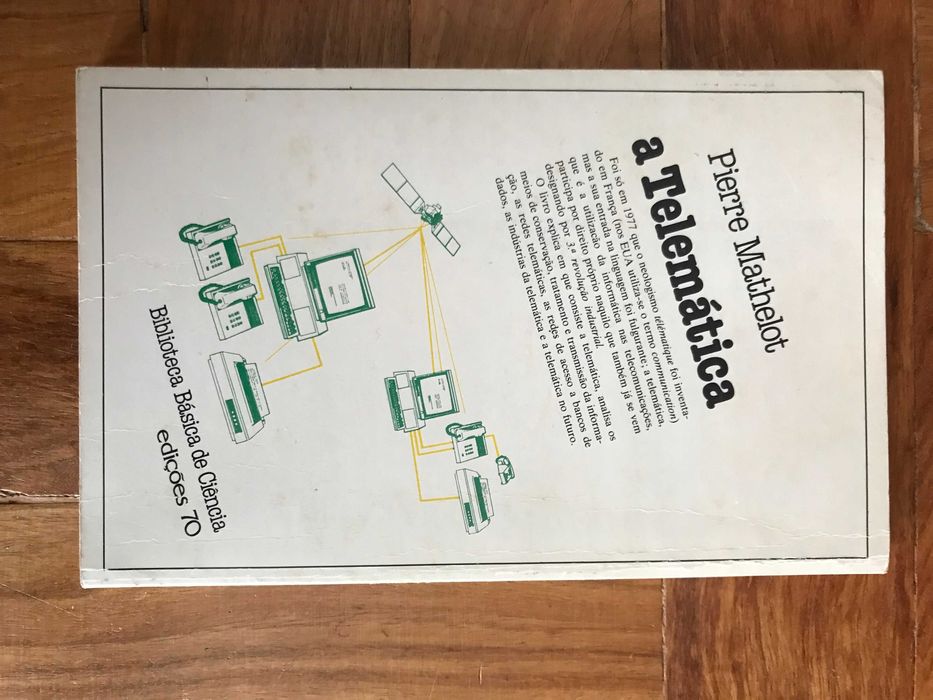 Pierre Mathelot
a Telemática
Foi só em 1977 que o neologismo télématique foi inventa-
do em França (nos EUA utiliza-se o termo communication)
mas a sua entrada na linguagem foi fulgurante; a telemática,
que é a utilização da informática nas telecomunicações,
participa por direito próprio naquilo que também já se vem
designando por 3.ª revolução industrial.
O livro explica em que consiste a telemática, analisa os
meios de conservação, tratamento e transmissão da informa-
ção, as redes telemáticas, as redes de acesso a bancos de
dados, as indústrias da telemática e a telemática no futuro.
Biblioteca Básica de Ciência
edições 70